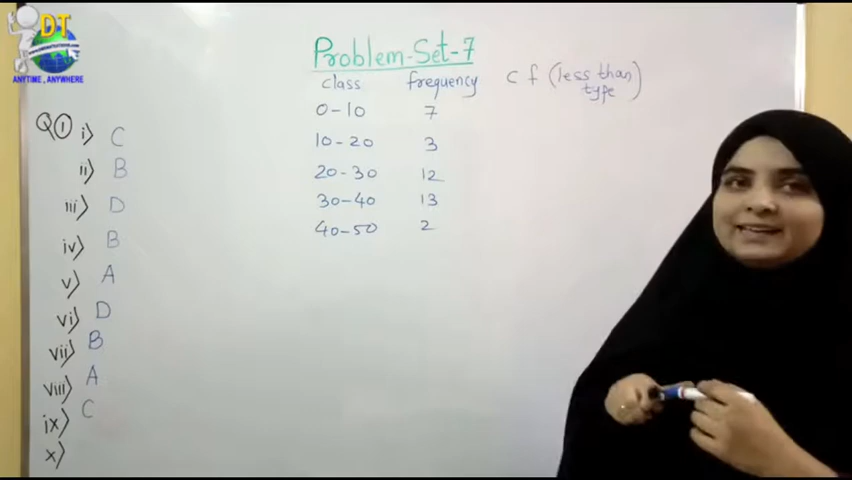 DT
ANYTIME, ANYWHERE
Problem-Set-7
class frequency c f (less than type)
0-10 7
10-20 3
20-30 12
30-40 13
40-50 2
Q1 i) C
ii) B
iii) D
iv) B
v) A
vi) D
vii) B
viii) A
ix) C
x)